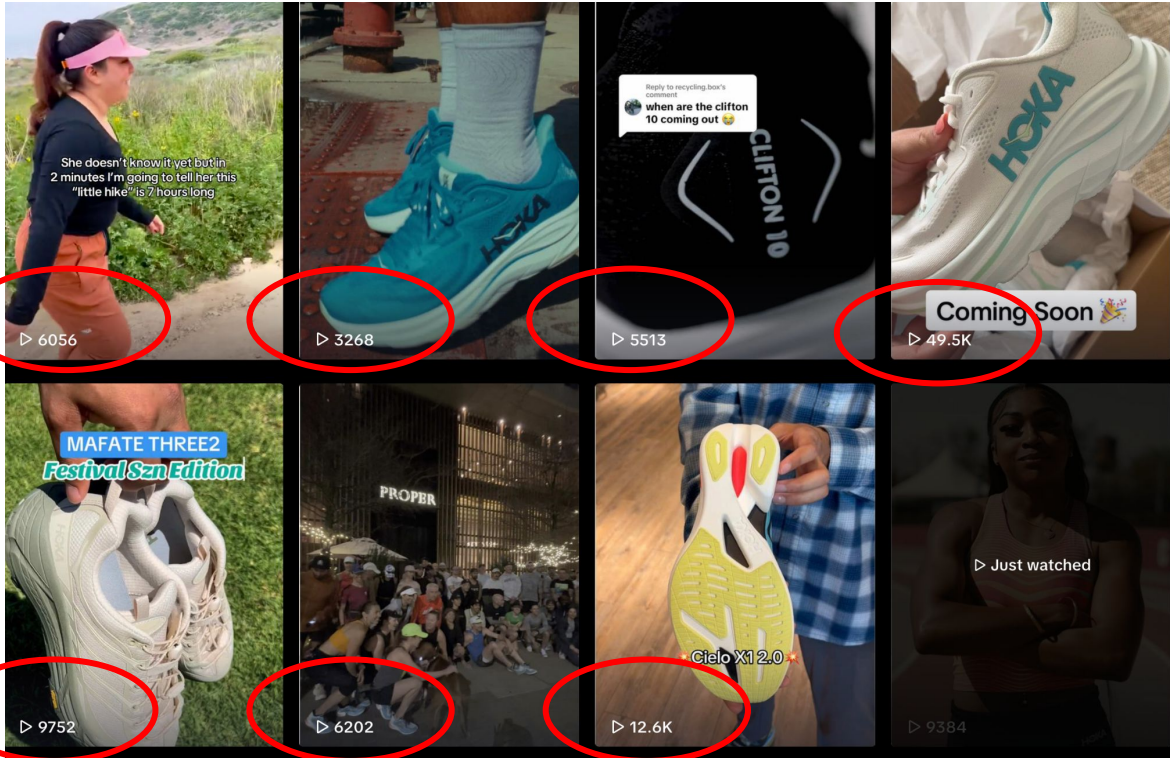 She doesn't know it yet but in
2 minutes I'm going to tell her this
"little hike" is 7 hours long
6056
HOKA
3268
Reply to recycling.box's
comment
when are the clifton
10 coming out 😂
CLIFTON 10
5513
HOKA
Coming Soon 🎉
49.5K
MAFATE THREE2
Festival Szn Edition
HOKA
9752
PROPER
6202
💥Cielo X1 2.0💥
12.6K
Just watched
9384
HOKA